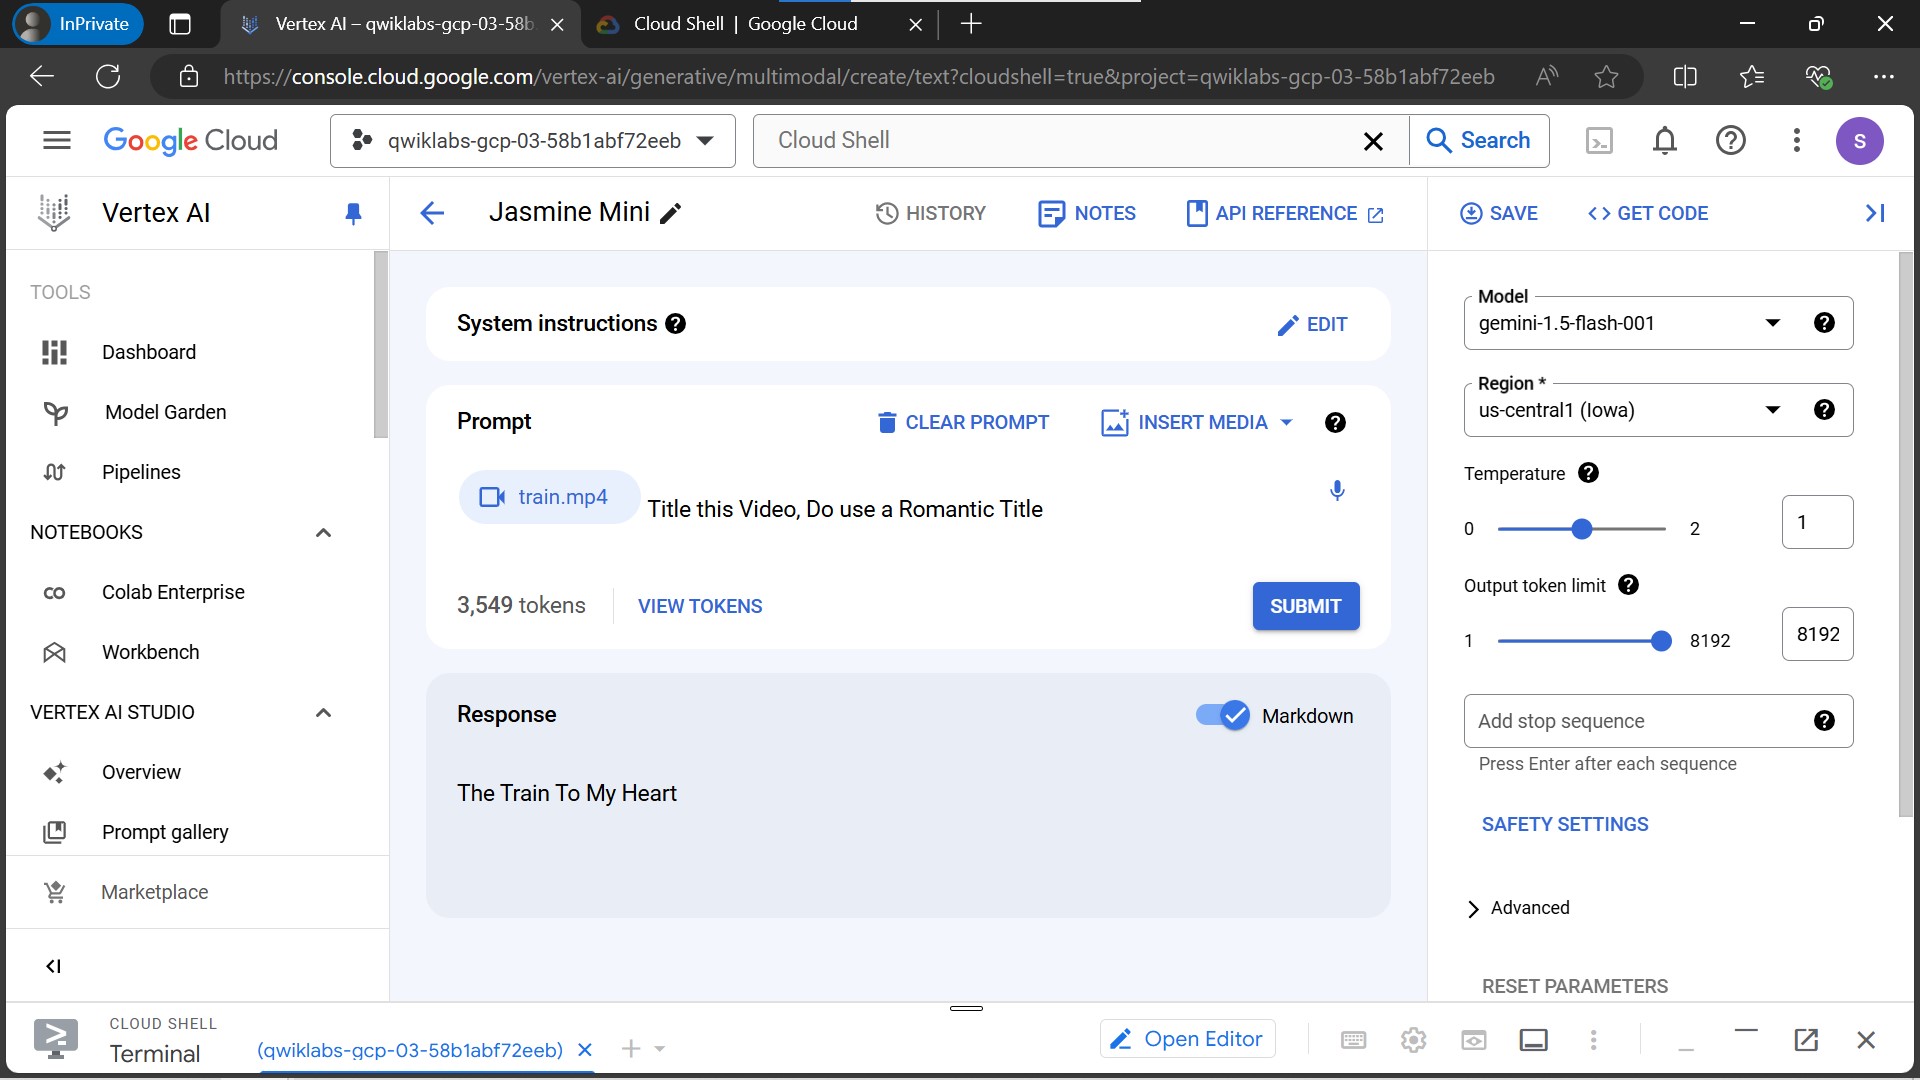 InPrivate
Vertex AI – qwiklabs-gcp-03-58b
Cloud Shell | Google Cloud
https://console.cloud.google.com/vertex-ai/generative/multimodal/create/text?cloudshell=true&project=qwiklabs-gcp-03-58b1abf72eeb
Google Cloud
qwiklabs-gcp-03-58b1abf72eeb
Cloud Shell
Search
S
Vertex AI
Jasmine Mini
HISTORY
NOTES
API REFERENCE
SAVE
<> GET CODE
TOOLS
Dashboard
Model Garden
Pipelines
NOTEBOOKS
Colab Enterprise
Workbench
VERTEX AI STUDIO
Overview
Prompt gallery
Marketplace
System instructions
EDIT
Prompt
CLEAR PROMPT
INSERT MEDIA
train.mp4
Title this Video, Do use a Romantic Title
3,549 tokens
VIEW TOKENS
SUBMIT
Response
Markdown
The Train To My Heart
Model
gemini-1.5-flash-001
Region *
us-central1 (Iowa)
Temperature
0
2
1
Output token limit
1
8192
8192
Add stop sequence
Press Enter after each sequence
SAFETY SETTINGS
Advanced
RESET PARAMETERS
CLOUD SHELL
Terminal
(qwiklabs-gcp-03-58b1abf72eeb)
Open Editor